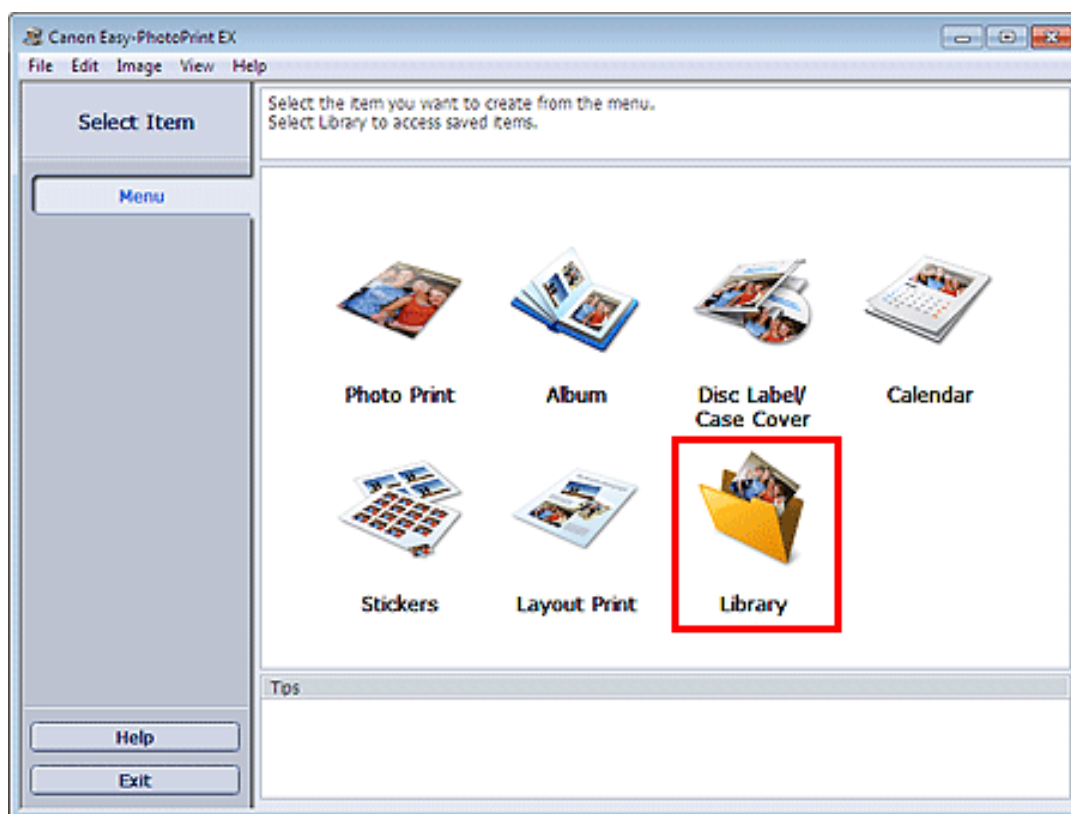 Canon Easy-PhotoPrint EX
File Edit Image View Help
Select Item
Select the item you want to create from the menu.
Select Library to access saved items.
Menu
Photo Print
Album
Disc Label/
Case Cover
Calendar
Stickers
Layout Print
Library
Tips
Help
Exit